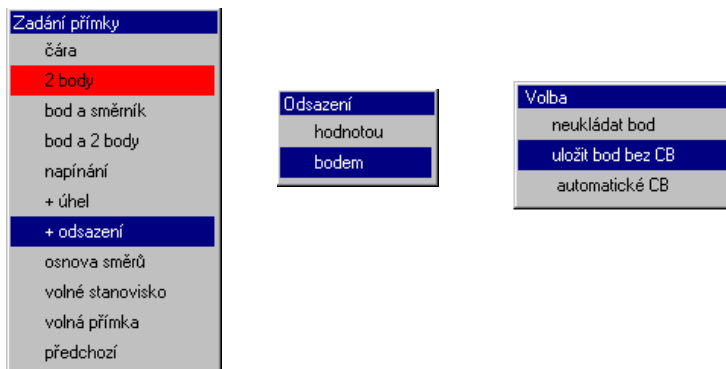 Zadání přímky
čára
2 body
bod a směrník
bod a 2 body
napínání
+ úhel
+ odsazení
osnova směrů
volné stanovisko
volná přímka
předchozí
Odsazení
hodnotou
bodem
Volba
neukládat bod
uložit bod bez CB
automatické CB